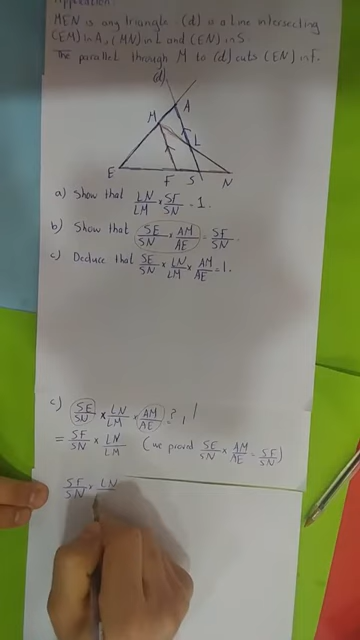 Application:
MEN is any triangle (d) is a line intersecting
(EM) in A, (MN) in L and (EN) in S.
The parallel through M to (d) cuts (EN) in F.
(d)
A
M
L
E F S N
a) Show that LN/LM × SF/SN = 1.
b) Show that SE/SN × AM/AE = SF/SN.
c) Deduce that SE/SN × LN/LM × AM/AE = 1.
c) SE/SN × LN/LM × AM/AE =? 1
= SF/SN × LN/LM (we proved SE/SN × AM/AE = SF/SN)
SF/SN × LN